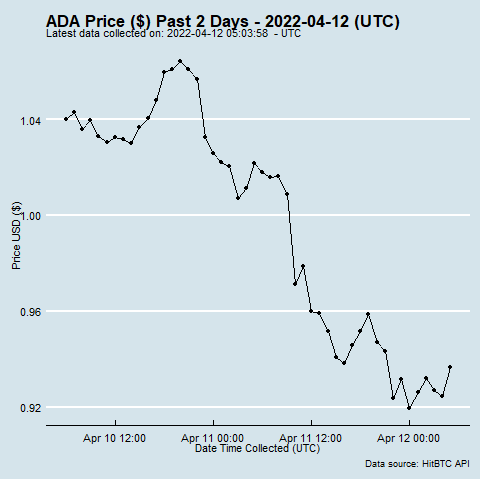 ADA Price ($) Past 2 Days - 2022-04-12 (UTC)
Latest data collected on: 2022-04-12 05:03:58 - UTC
Price USD ($)
1.04
1.00
0.96
0.92
Apr 10 12:00 Apr 11 00:00 Apr 11 12:00 Apr 12 00:00
Date Time Collected (UTC)
Data source: HitBTC API